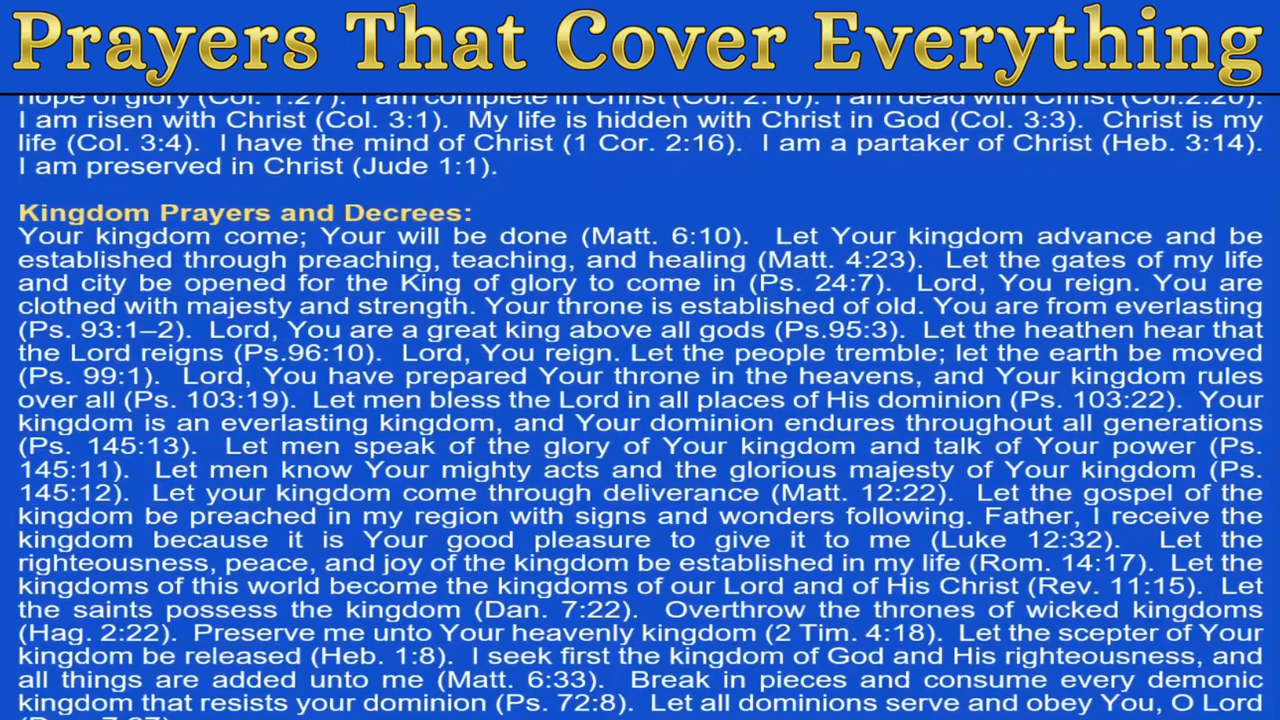 Prayers That Cover Everything
hope of glory (Col. 1:27). I am complete in Christ (Col. 2:10). I am dead with Christ (Col.2:20).
I am risen with Christ (Col. 3:1). My life is hidden with Christ in God (Col. 3:3). Christ is my
life (Col. 3:4). I have the mind of Christ (1 Cor. 2:16). I am a partaker of Christ (Heb. 3:14).
I am preserved in Christ (Jude 1:1).
Kingdom Prayers and Decrees:
Your kingdom come; Your will be done (Matt. 6:10). Let Your kingdom advance and be
established through preaching, teaching, and healing (Matt. 4:23). Let the gates of my life
and city be opened for the King of glory to come in (Ps. 24:7). Lord, You reign. You are
clothed with majesty and strength. Your throne is established of old. You are from everlasting
(Ps. 93:1–2). Lord, You are a great king above all gods (Ps.95:3). Let the heathen hear that
the Lord reigns (Ps.96:10). Lord, You reign. Let the people tremble; let the earth be moved
(Ps. 99:1). Lord, You have prepared Your throne in the heavens, and Your kingdom rules
over all (Ps. 103:19). Let men bless the Lord in all places of His dominion (Ps. 103:22). Your
kingdom is an everlasting kingdom, and Your dominion endures throughout all generations
(Ps. 145:13). Let men speak of the glory of Your kingdom and talk of Your power (Ps.
145:11). Let men know Your mighty acts and the glorious majesty of Your kingdom (Ps.
145:12). Let your kingdom come through deliverance (Matt. 12:22). Let the gospel of the
kingdom be preached in my region with signs and wonders following. Father, I receive the
kingdom because it is Your good pleasure to give it to me (Luke 12:32). Let the
righteousness, peace, and joy of the kingdom be established in my life (Rom. 14:17). Let the
kingdoms of this world become the kingdoms of our Lord and of His Christ (Rev. 11:15). Let
the saints possess the kingdom (Dan. 7:22). Overthrow the thrones of wicked kingdoms
(Hag. 2:22). Preserve me unto Your heavenly kingdom (2 Tim. 4:18). Let the scepter of Your
kingdom be released (Heb. 1:8). I seek first the kingdom of God and His righteousness, and
all things are added unto me (Matt. 6:33). Break in pieces and consume every demonic
kingdom that resists your dominion (Ps. 72:8). Let all dominions serve and obey You, O Lord